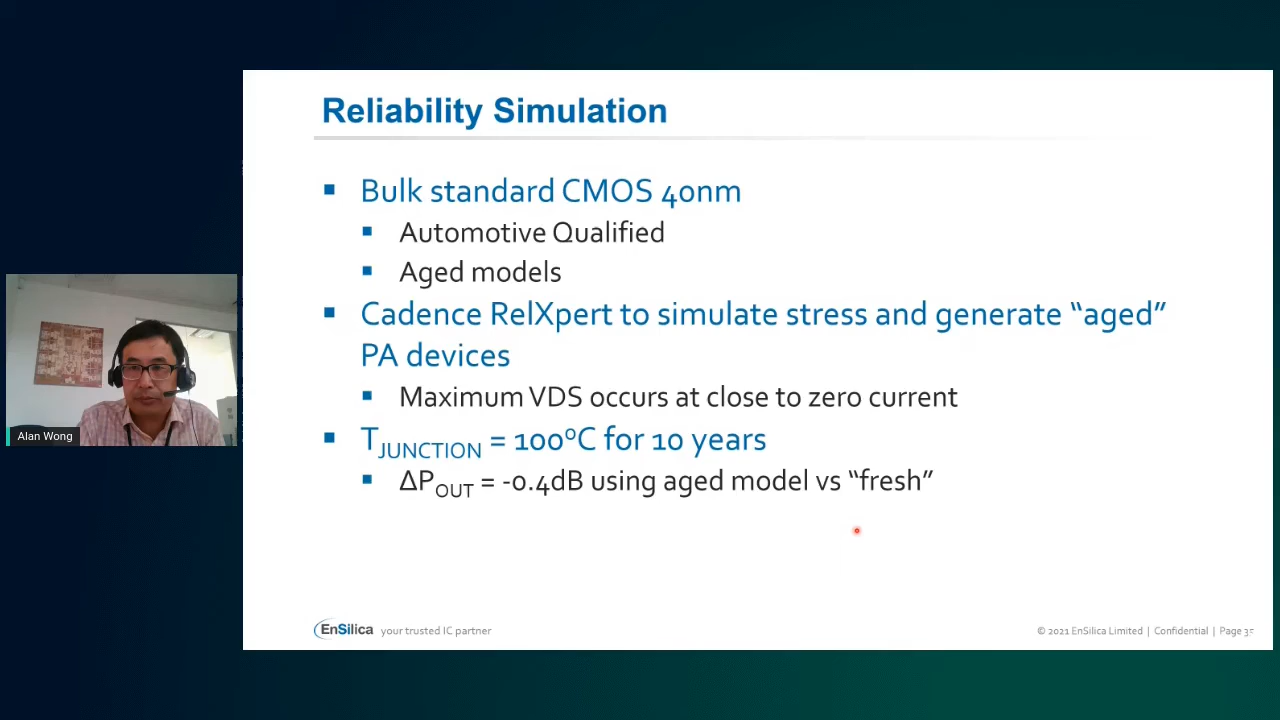 Reliability Simulation
Bulk standard CMOS 40nm
Automotive Qualified
Aged models
Cadence RelXpert to simulate stress and generate “aged”
PA devices
Maximum VDS occurs at close to zero current
TJUNCTION = 100ºC for 10 years
ΔPOUT = -0.4dB using aged model vs “fresh”
Alan Wong
EnSilica your trusted IC partner
© 2021 EnSilica Limited | Confidential | Page 35